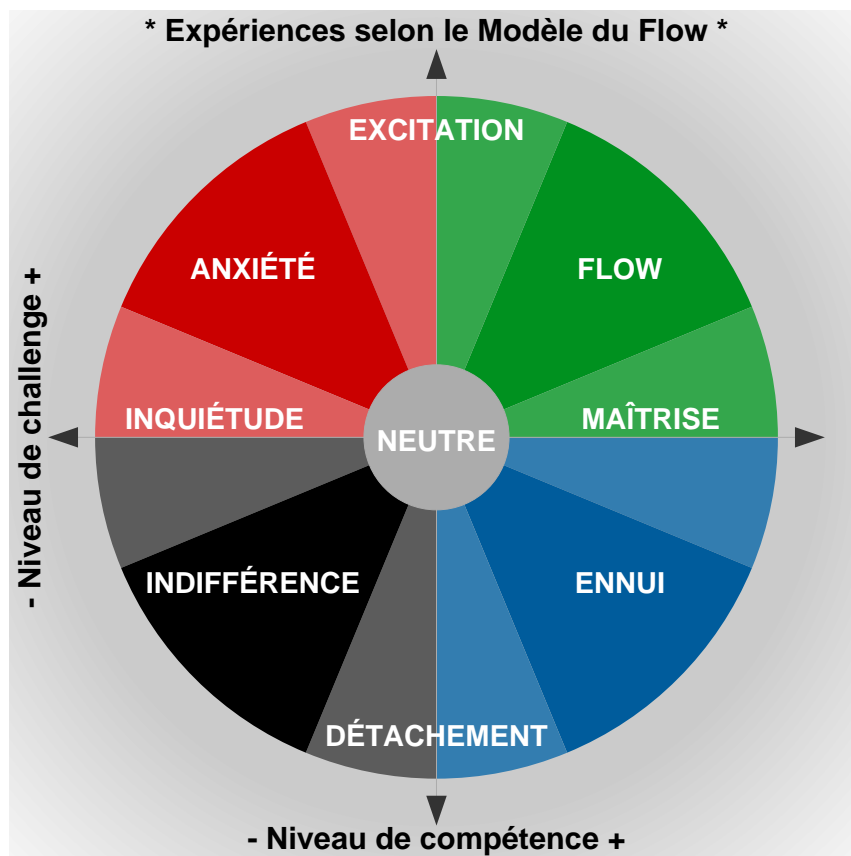 * Expériences selon le Modèle du Flow *
EXCITATION
ANXIÉTÉ
FLOW
- Niveau de challenge +
INQUIÉTUDE
MAÎTRISE
NEUTRE
INDIFFÉRENCE
ENNUI
DÉTACHEMENT
- Niveau de compétence +